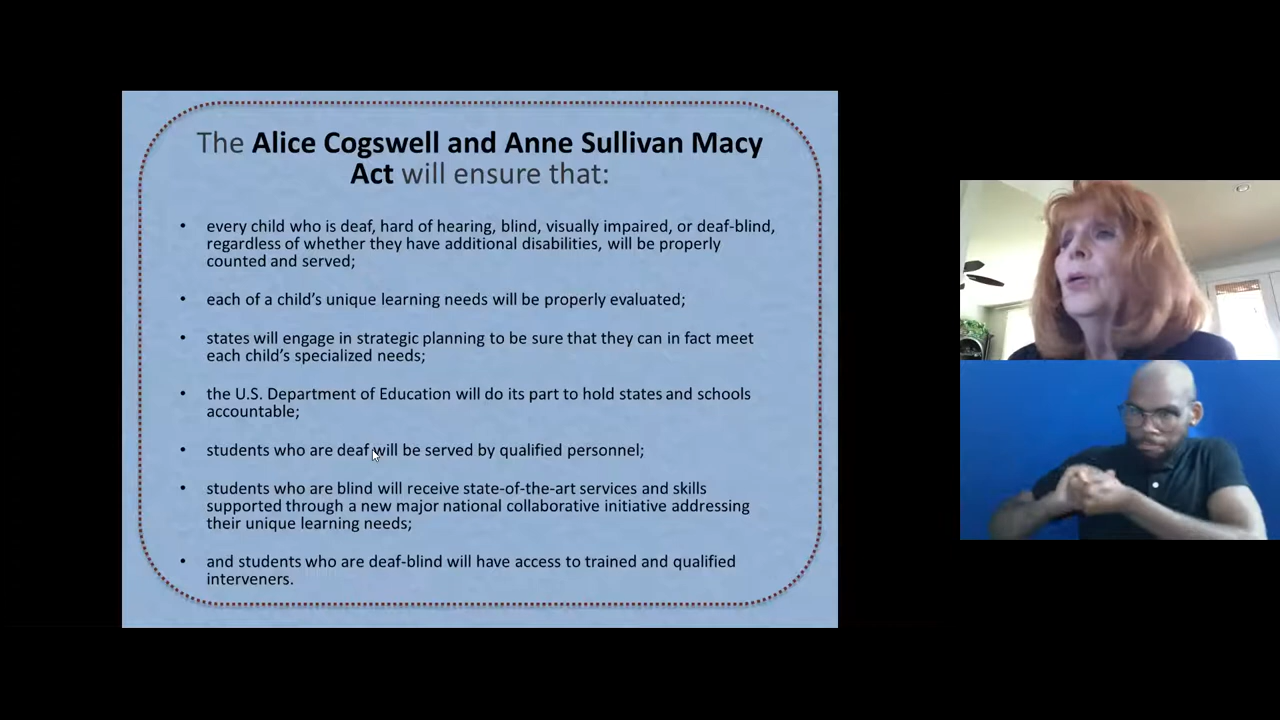 The Alice Cogswell and Anne Sullivan Macy
Act will ensure that:
• every child who is deaf, hard of hearing, blind, visually impaired, or deaf-blind,
regardless of whether they have additional disabilities, will be properly
counted and served;
• each of a child’s unique learning needs will be properly evaluated;
• states will engage in strategic planning to be sure that they can in fact meet
each child’s specialized needs;
• the U.S. Department of Education will do its part to hold states and schools
accountable;
• students who are deaf will be served by qualified personnel;
• students who are blind will receive state-of-the-art services and skills
supported through a new major national collaborative initiative addressing
their unique learning needs;
• and students who are deaf-blind will have access to trained and qualified
interveners.